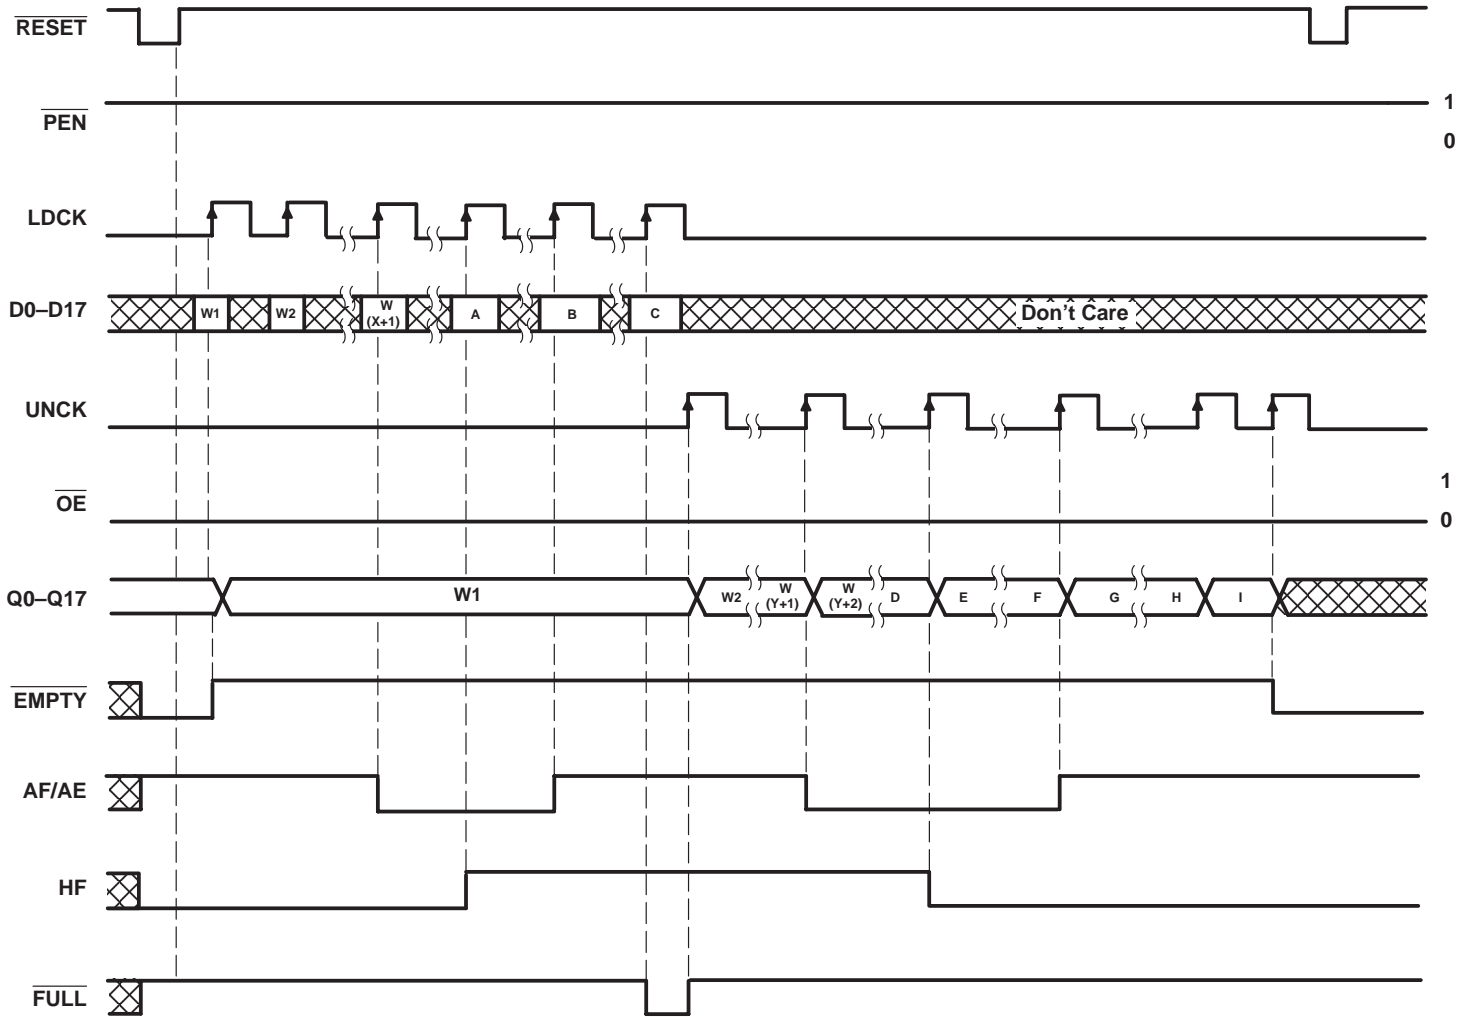 RESET
PEN
1
0
LDCK
D0–D17
W1
W2
W
(X+1)
A
B
C
Don't Care
UNCK
OE
1
0
Q0–Q17
W1
W2
W
(Y+1)
W
(Y+2)
D
E
F
G
H
I
EMPTY
AF/AE
HF
FULL